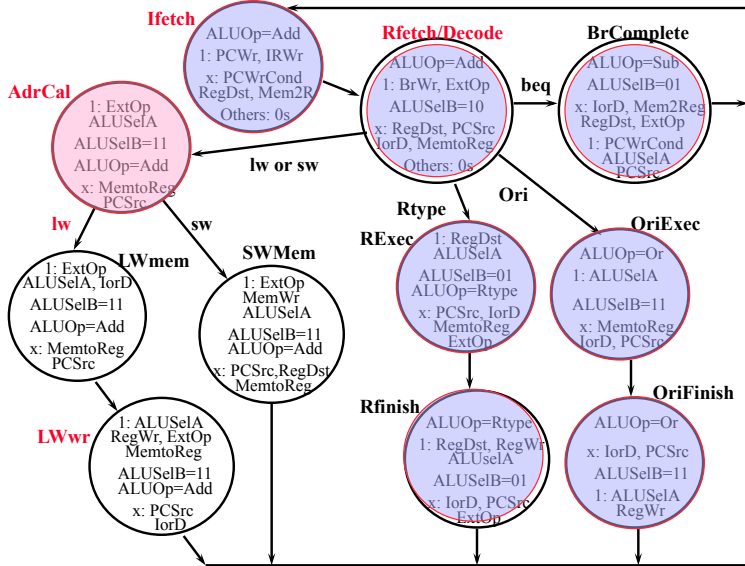 Ifetch
ALUOp=Add
1: PCWr, IRWr
x: PCWrCond
RegDst, Mem2R
Others: 0s
Rfetch/Decode
ALUOp=Add
1: BrWr, ExtOp
ALUSelB=10
x: RegDst, PCSrc
IorD, MemtoReg
Others: 0s
beq
BrComplete
ALUOp=Sub
ALUSelB=01
x: IorD, Mem2Reg
RegDst, ExtOp
1: PCWrCond
ALUSelA
PCSrc
AdrCal
1: ExtOp
ALUSelA
ALUSelB=11
ALUOp=Add
x: MemtoReg
PCSrc
lw or sw
lw
sw
Rtype
Ori
LWmem
1: ExtOp
ALUSelA, IorD
ALUSelB=11
ALUOp=Add
x: MemtoReg
PCSrc
SWMem
1: ExtOp
MemWr
ALUSelA
ALUSelB=11
ALUOp=Add
x: PCSrc,RegDst
MemtoReg
RExec
1: RegDst
ALUSelA
ALUSelB=01
ALUOp=Rtype
x: PCSrc, IorD
MemtoReg
ExtOp
OriExec
ALUOp=Or
1: ALUSelA
ALUSelB=11
x: MemtoReg
IorD, PCSrc
LWwr
1: ALUSelA
RegWr, ExtOp
MemtoReg
ALUSelB=11
ALUOp=Add
x: PCSrc
IorD
Rfinish
ALUOp=Rtype
1: RegDst, RegWr
ALUselA
ALUSelB=01
x: IorD, PCSrc
ExtOp
OriFinish
ALUOp=Or
x: IorD, PCSrc
ALUSelB=11
1: ALUSelA
RegWr